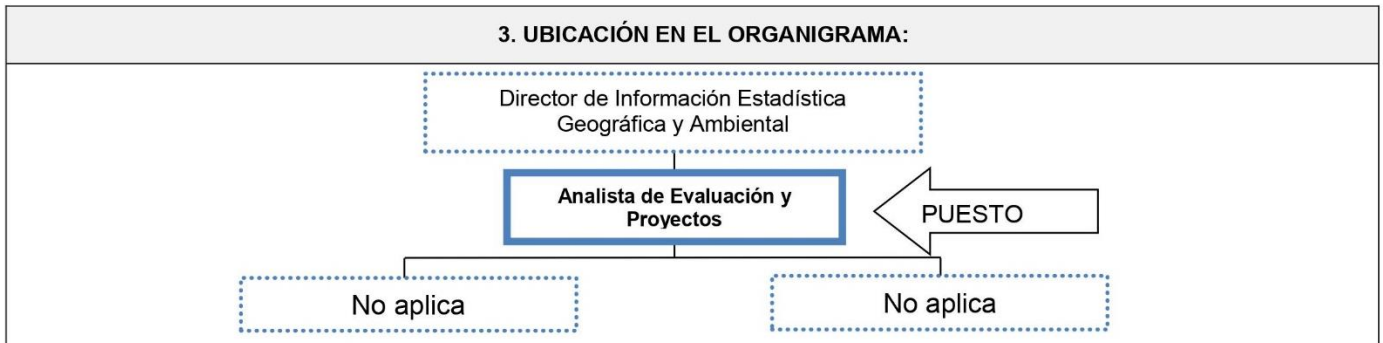 3. UBICACIÓN EN EL ORGANIGRAMA:
Director de Información Estadística
Geográfica y Ambiental
Analista de Evaluación y
Proyectos
PUESTO
No aplica
No aplica